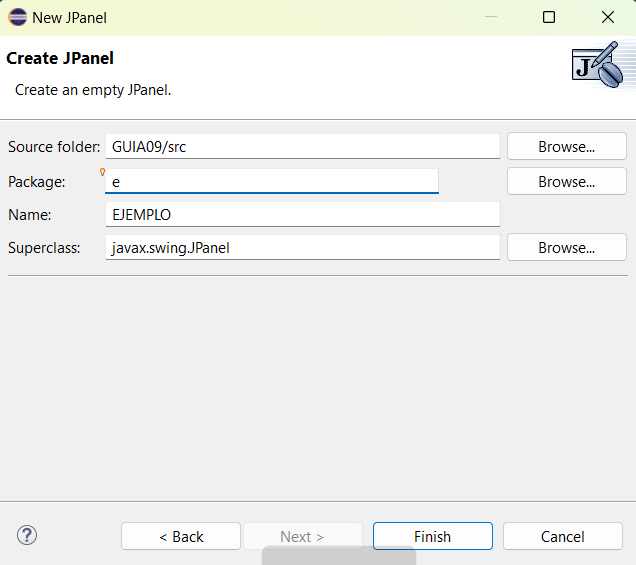 New JPanel
Create JPanel
Create an empty JPanel.
J
Source folder: GUIA09/src Browse...
Package: e Browse...
Name: EJEMPLO
Superclass: javax.swing.JPanel Browse...
? < Back Next > Finish Cancel